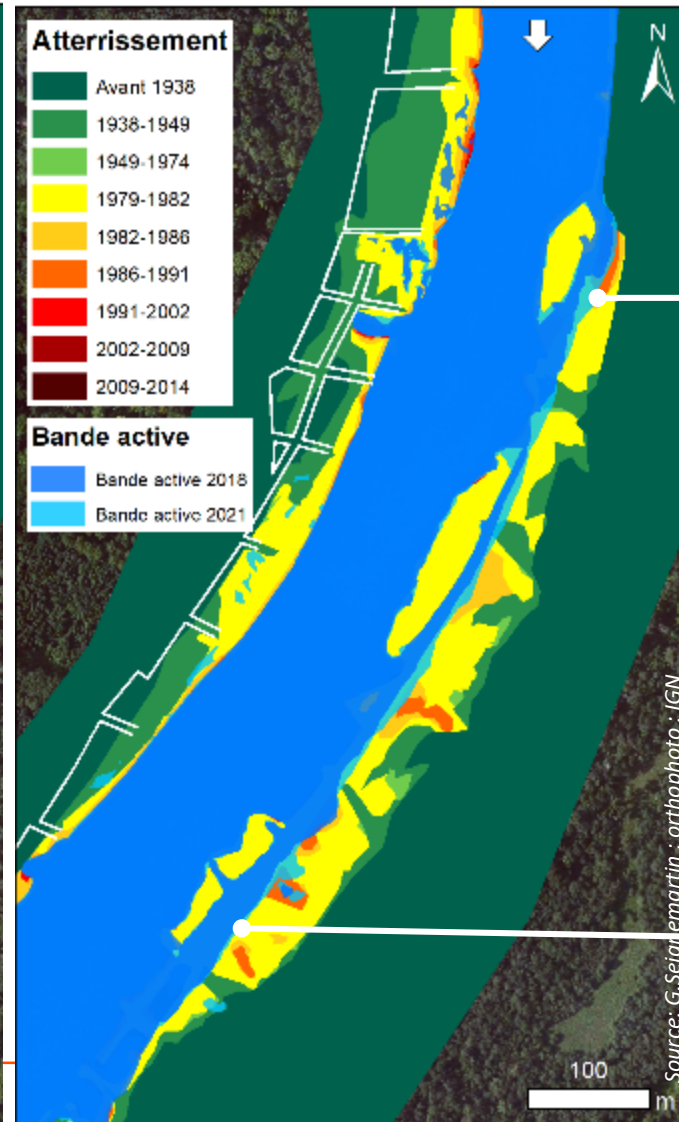 Atterrissement
Avant 1938
1938-1949
1949-1974
1979-1982
1982-1986
1986-1991
1991-2002
2002-2009
2009-2014
Bande active
Bande active 2018
Bande active 2021
N
Source: G.Seignemartin ; orthophoto : IGN
100
m